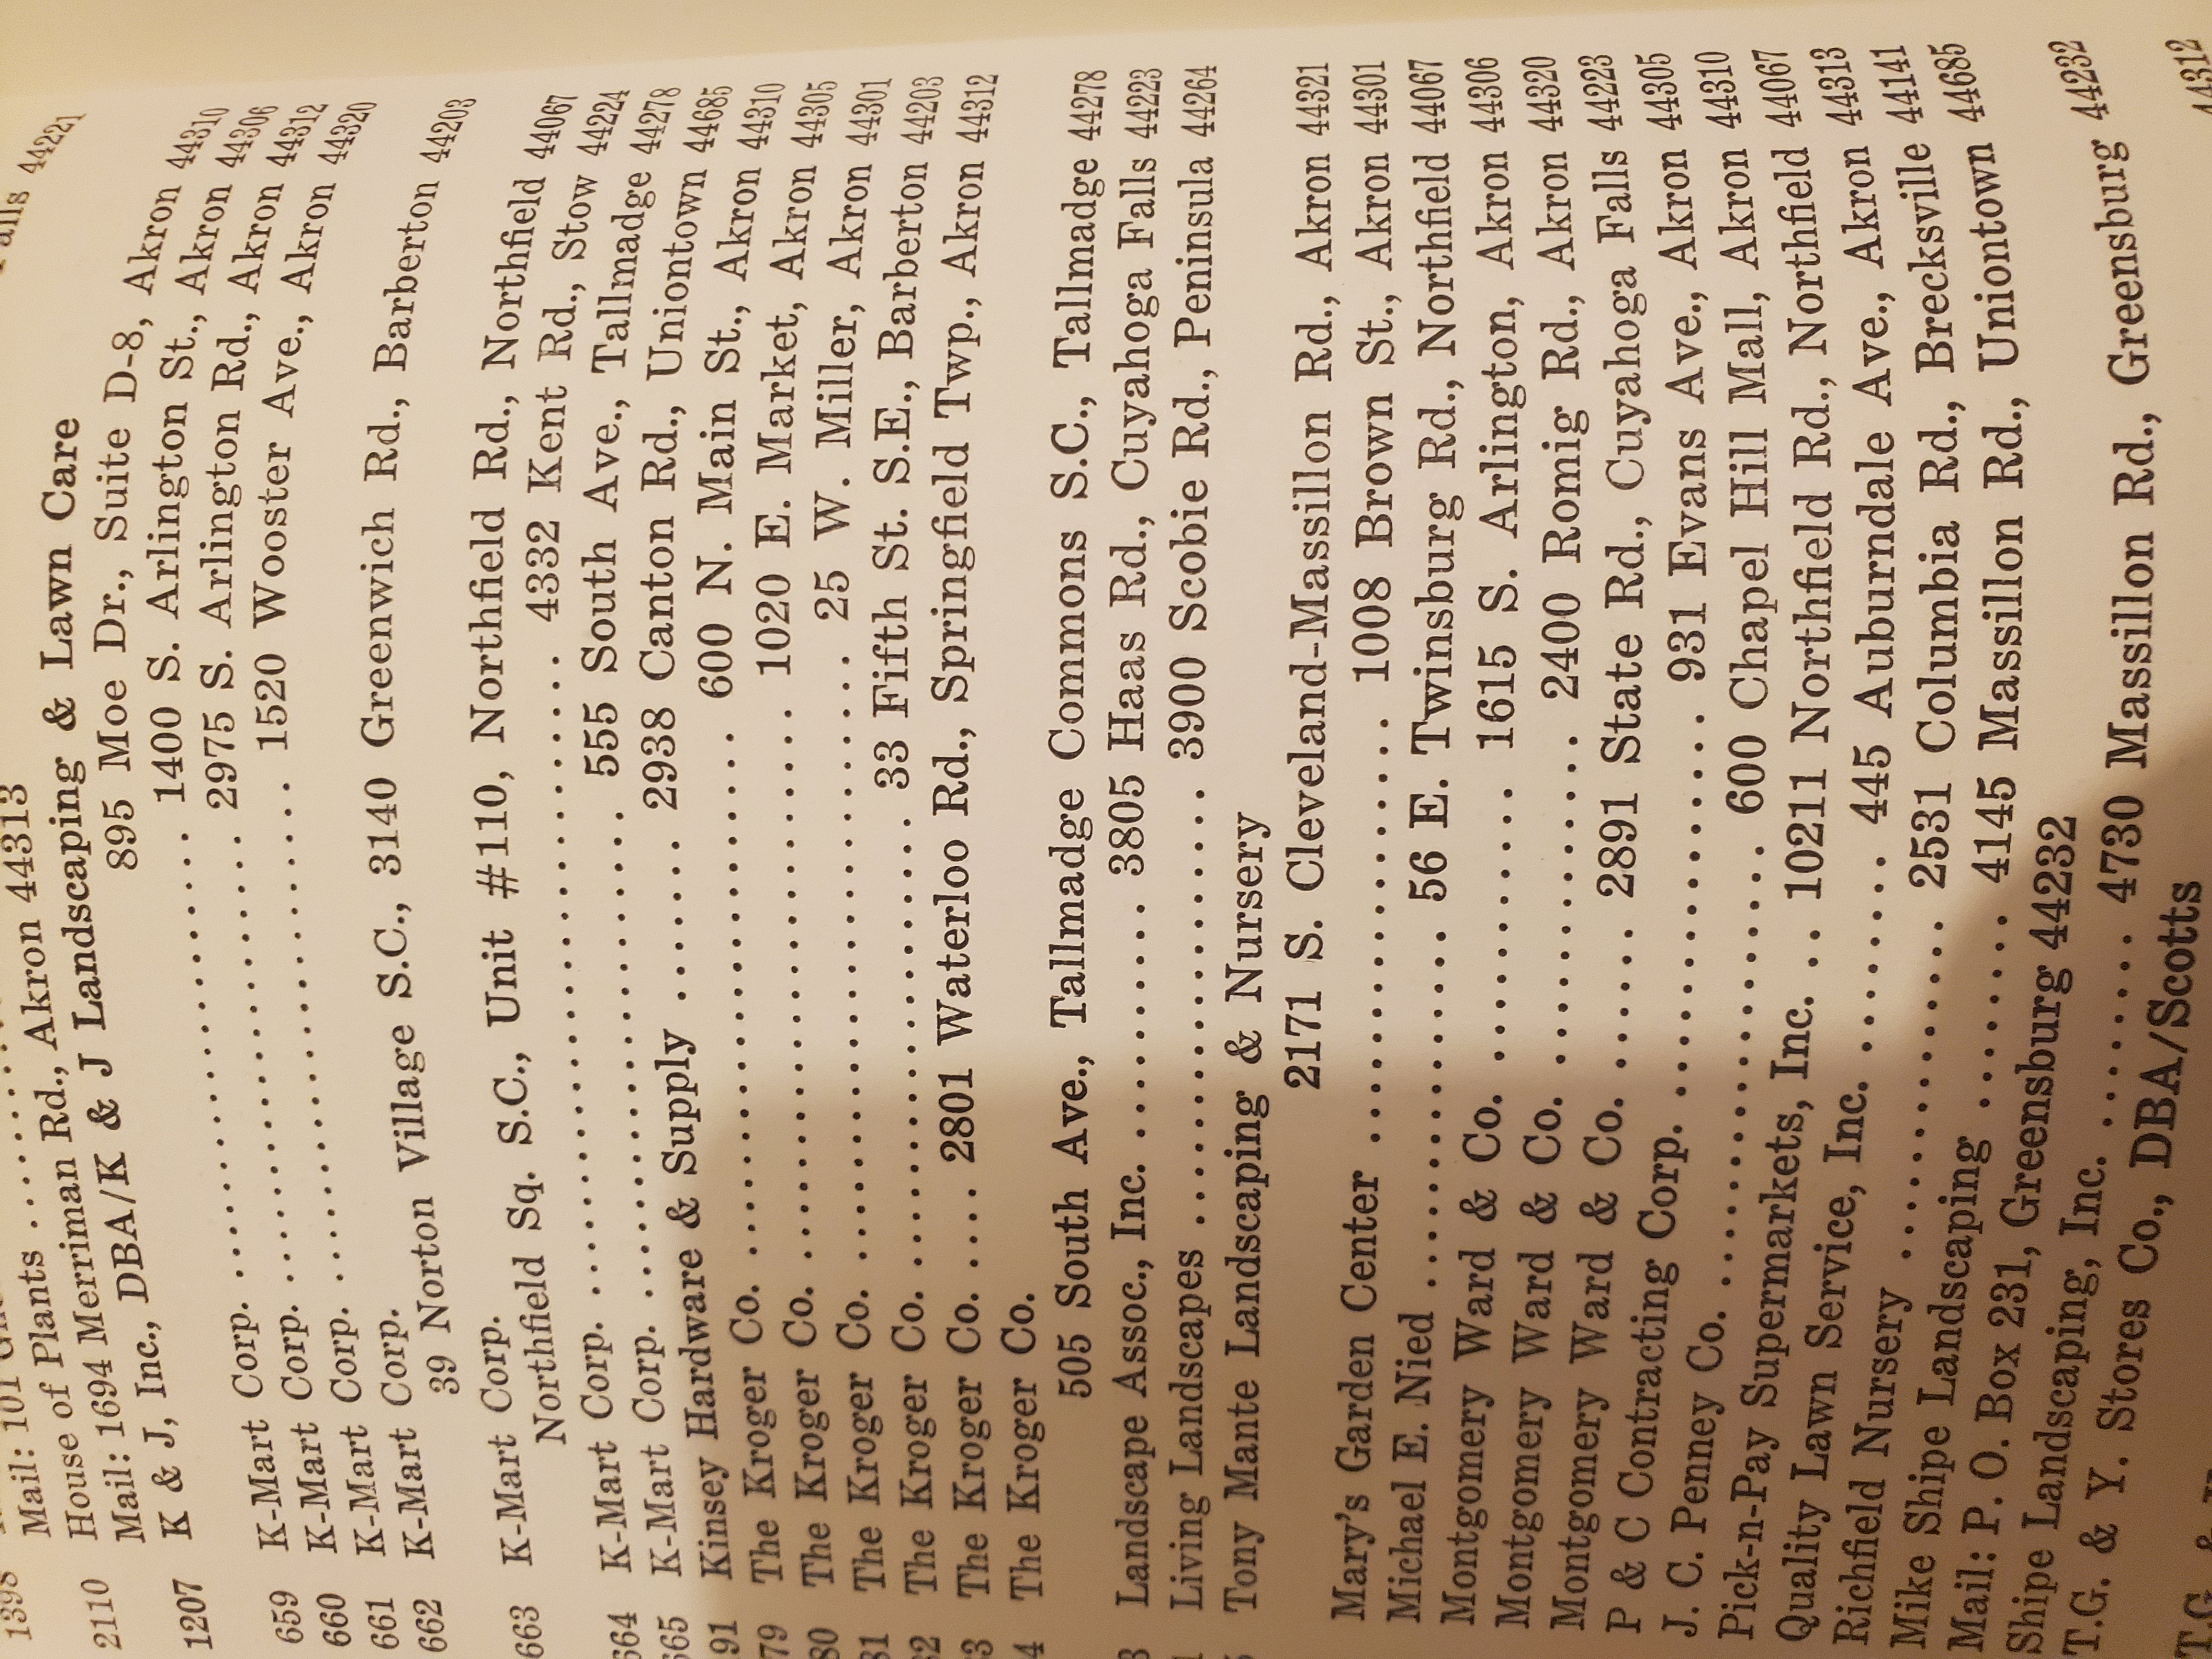 44221
Mail: 101
2110 House of Plants ........
Mail: 1694 Merriman Rd., Akron 44313
1207 K & J, Inc., DBA/K & J Landscaping & Lawn Care
895 Moe Dr., Suite D-8, Akron 44310
659 K-Mart Corp. ........ 1400 S. Arlington St., Akron 44306
660 K-Mart Corp. ........ 2975 S. Arlington Rd., Akron 44312
661 K-Mart Corp. ........ 1520 Wooster Ave., Akron 44320
662 K-Mart Corp.
39 Norton Village S.C., 3140 Greenwich Rd., Barberton 44203
663 K-Mart Corp.
Northfield Sq. S.C., Unit #110, Northfield Rd., Northfield 44067
664 K-Mart Corp. ........ 4332 Kent Rd., Stow 44224
665 K-Mart Corp. ........ 555 South Ave., Tallmadge 44278
91 Kinsey Hardware & Supply ...... 2938 Canton Rd., Uniontown 44685
79 The Kroger Co. ........ 600 N. Main St., Akron 44310
80 The Kroger Co. ........ 1020 E. Market, Akron 44305
81 The Kroger Co. ........ 25 W. Miller, Akron 44301
The Kroger Co. ........ 33 Fifth St. S.E., Barberton 44203
The Kroger Co. .... 2801 Waterloo Rd., Springfield Twp., Akron 44312
The Kroger Co.
505 South Ave., Tallmadge Commons S.C., Tallmadge 44278
Landscape Assoc., Inc. ........ 3805 Haas Rd., Cuyahoga Falls 44223
Living Landscapes ........ 3900 Scobie Rd., Peninsula 44264
Tony Mante Landscaping & Nursery
2171 S. Cleveland-Massillon Rd., Akron 44321
Mary's Garden Center ........ 1008 Brown St., Akron 44301
Michael E. Nied ........ 56 E. Twinsburg Rd., Northfield 44067
Montgomery Ward & Co. ........ 1615 S. Arlington, Akron 44306
Montgomery Ward & Co. ........ 2400 Romig Rd., Akron 44320
Montgomery Ward & Co. ...... 2891 State Rd., Cuyahoga Falls 44223
P & C Contracting Corp. ........ 931 Evans Ave., Akron 44305
J. C. Penney Co. ........ 600 Chapel Hill Mall, Akron 44310
Pick-n-Pay Supermarkets, Inc. .. 10211 Northfield Rd., Northfield 44067
Quality Lawn Service, Inc. ........ 445 Auburndale Ave., Akron 44313
Richfield Nursery ........ 2531 Columbia Rd., Brecksville 44141
Mike Shipe Landscaping ........ 4145 Massillon Rd., Uniontown 44685
Mail: P. O. Box 231, Greensburg 44232
Shipe Landscaping, Inc. ........ 4730 Massillon Rd., Greensburg 44232
T.G. & Y. Stores Co., DBA/Scotts
44312